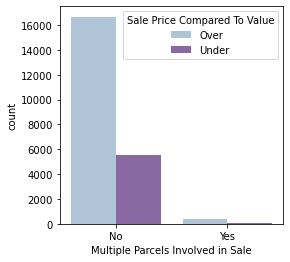 Sale Price Compared To Value
Over
Under
16000
14000
12000
10000
8000
6000
4000
2000
0
count
No
Yes
Multiple Parcels Involved in Sale